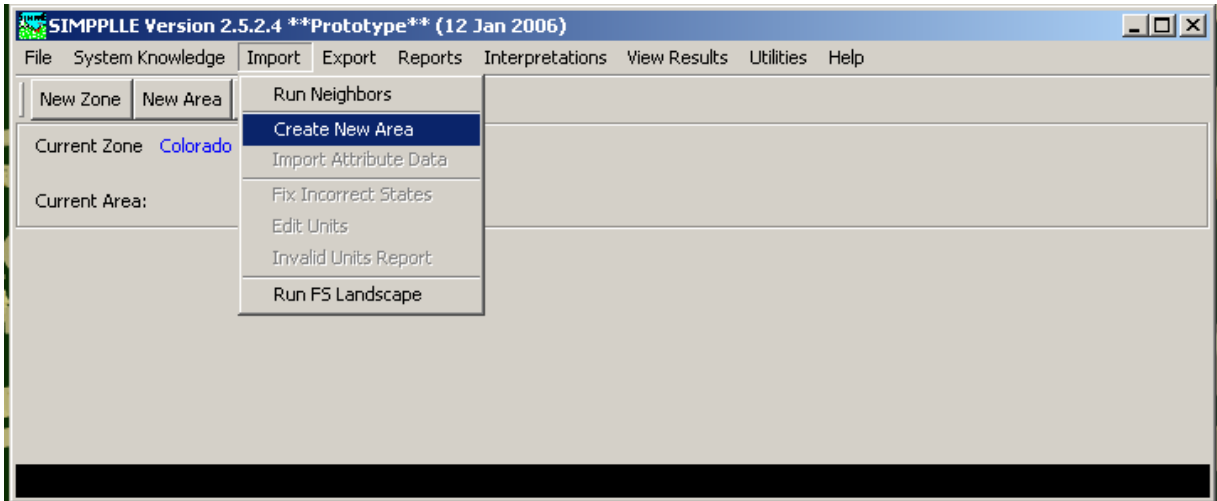 SIMPPLLE Version 2.5.2.4 **Prototype** (12 Jan 2006)
File System Knowledge Import Export Reports Interpretations View Results Utilities Help
New Zone New Area
Run Neighbors
Create New Area
Current Zone Colorado
Import Attribute Data
Current Area:
Fix Incorrect States
Edit Units
Invalid Units Report
Run FS Landscape